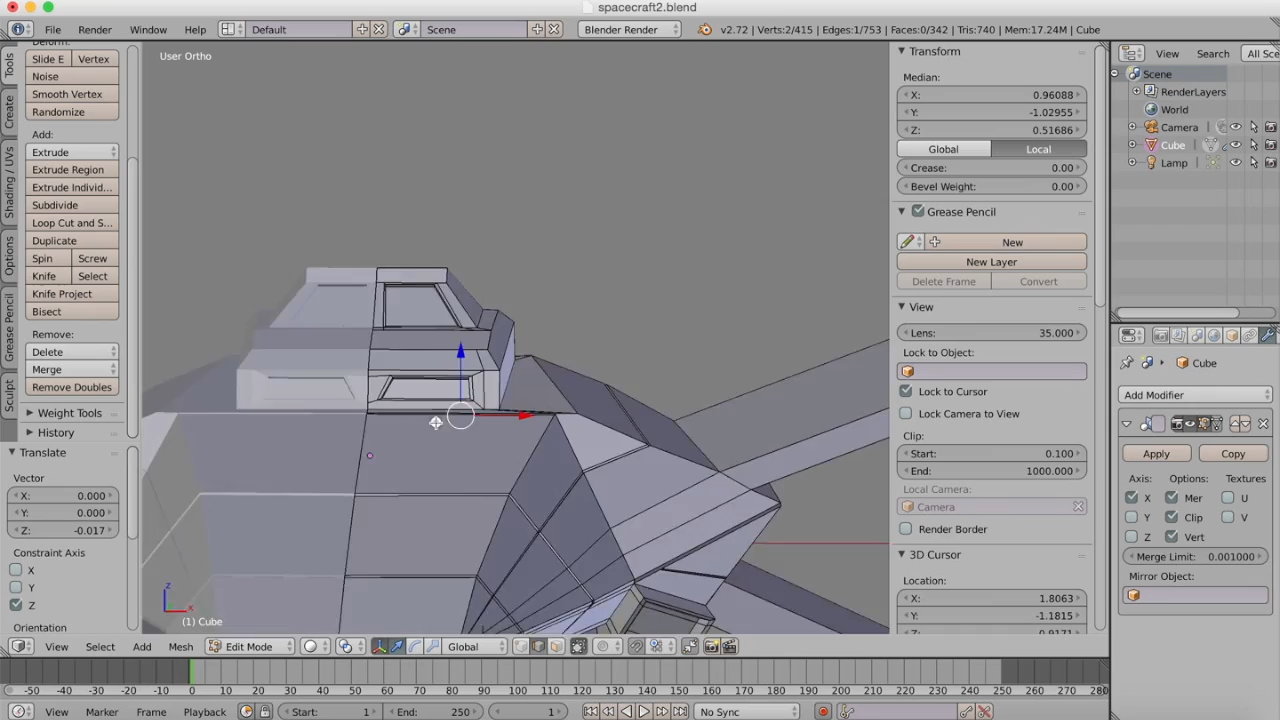 spacecraft2.blend
File Render Window Help Default Scene Blender Render v2.72 | Verts:2/415 | Edges:1/753 | Faces:0/342 | Tris:740 | Mem:17.24M | Cube
Tools
Create
Shading / UVs
Options
Grease Pencil
Sculpt
Deform:
Slide E Vertex
Noise
Smooth Vertex
Randomize
Add:
Extrude
Extrude Region
Extrude Individ...
Subdivide
Loop Cut and S...
Duplicate
Spin Screw
Knife Select
Knife Project
Bisect
Remove:
Delete
Merge
Remove Doubles
Weight Tools
History
Translate
Vector
X: 0.000
Y: 0.000
Z: -0.017
Constraint Axis
X
Y
Z
Orientation
User Ortho
z
x
(1) Cube
Transform
Median:
X: 0.96088
Y: -1.02955
Z: 0.51686
Global Local
Crease: 0.00
Bevel Weight: 0.00
Grease Pencil
New
New Layer
Delete Frame Convert
View
Lens: 35.000
Lock to Object:
Lock to Cursor
Lock Camera to View
Clip:
Start: 0.100
End: 1000.000
Local Camera:
Camera
Render Border
3D Cursor
Location:
X: 1.8063
Y: -1.1815
Z: 0.9171
View Search All Sce
Scene
RenderLayers
World
Camera
Cube
Lamp
Cube
Add Modifier
Apply Copy
Axis: Options: Textures
X Mer U
Y Clip V
Z Vert
Merge Limit: 0.001000
Mirror Object:
View Select Add Mesh Edit Mode Global
-50 -40 -30 -20 -10 0 10 20 30 40 50 60 70 80 90 100 110 120 130 140 150 160 170 180 190 200 210 220 230 240 250 260 270 280
View Marker Frame Playback Start: 1 End: 250 1 No Sync